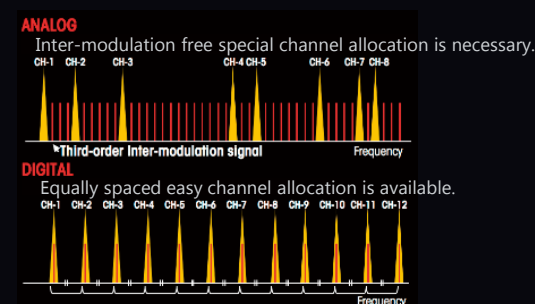 ANALOG
Inter-modulation free special channel allocation is necessary.
CH-1 CH-2 CH-3 CH-4 CH-5 CH-6 CH-7 CH-8
Third-order Inter-modulation signal
Frequency
DIGITAL
Equally spaced easy channel allocation is available.
CH-1 CH-2 CH-3 CH-4 CH-5 CH-6 CH-7 CH-8 CH-9 CH-10 CH-11 CH-12
Frequency